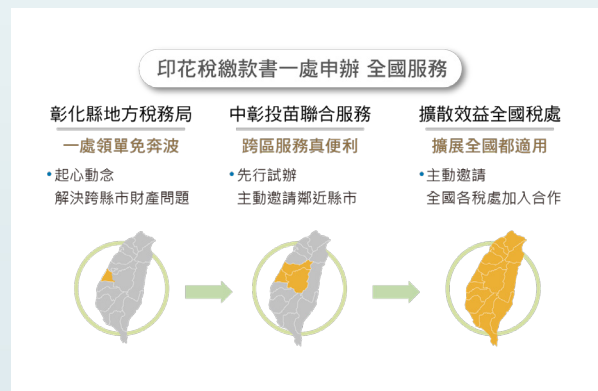 印花稅繳款書一處申辦 全國服務
彰化縣地方稅務局
一處領單免奔波
•起心動念
解決跨縣市財產問題
中彰投苗聯合服務
跨區服務真便利
•先行試辦
主動邀請鄰近縣市
擴散效益全國稅處
擴展全國都適用
•主動邀請
全國各稅處加入合作